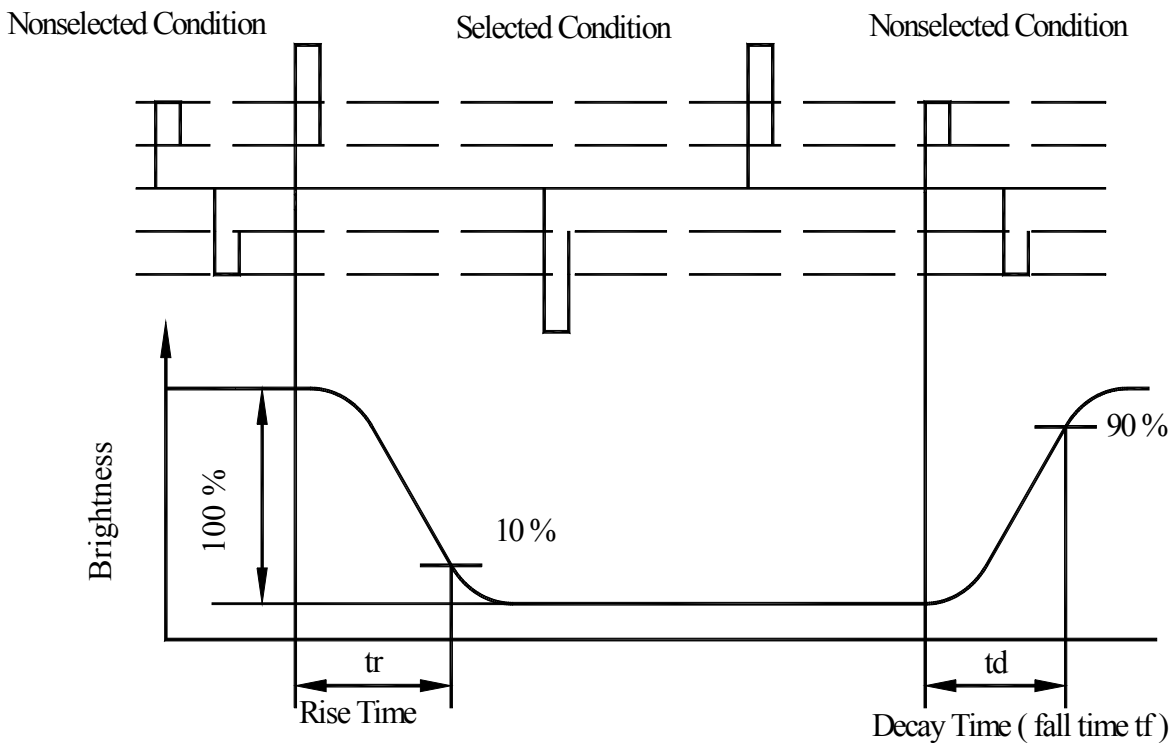 Nonselected Condition
Selected Condition
Nonselected Condition
Brightness
100 %
10 %
90 %
tr
Rise Time
td
Decay Time ( fall time tf )